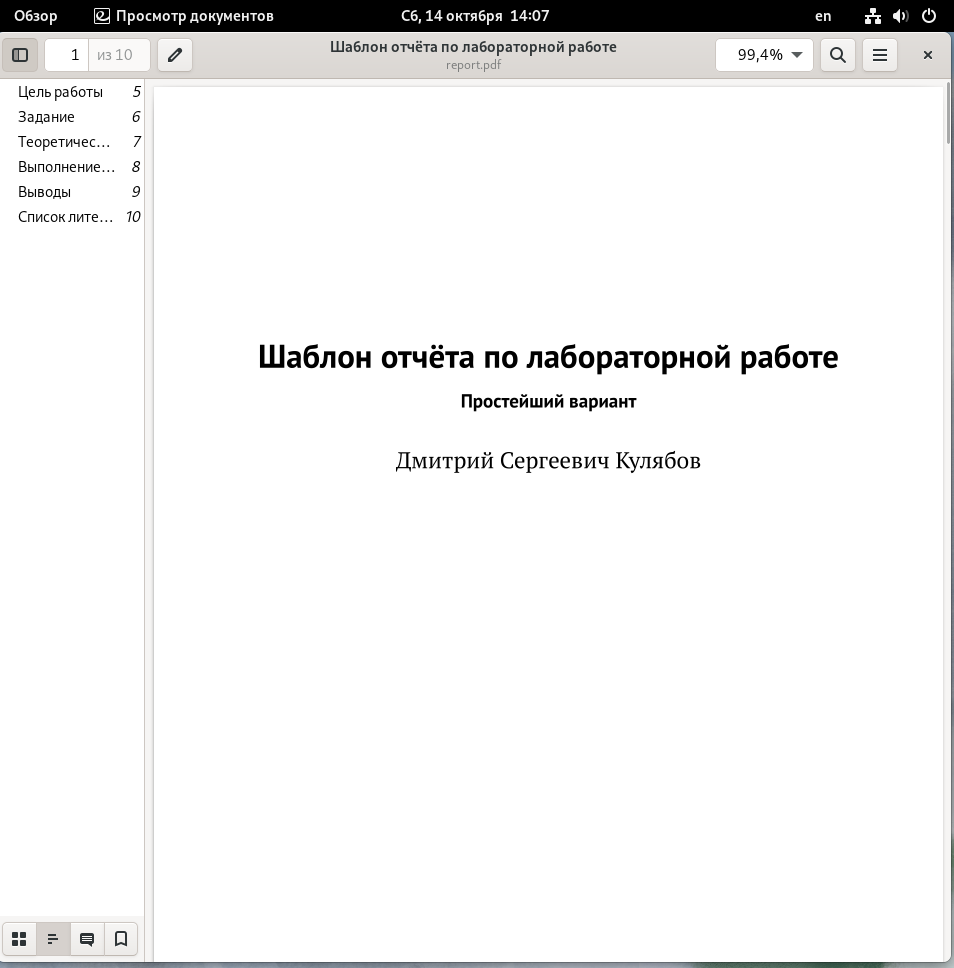 Обзор
Просмотр документов
Сб, 14 октября 14:07
en
1 из 10
Шаблон отчёта по лабораторной работе
report.pdf
99,4%
Цель работы 5
Задание 6
Теоретичес… 7
Выполнение… 8
Выводы 9
Список лите… 10
Шаблон отчёта по лабораторной работе
Простейший вариант
Дмитрий Сергеевич Кулябов